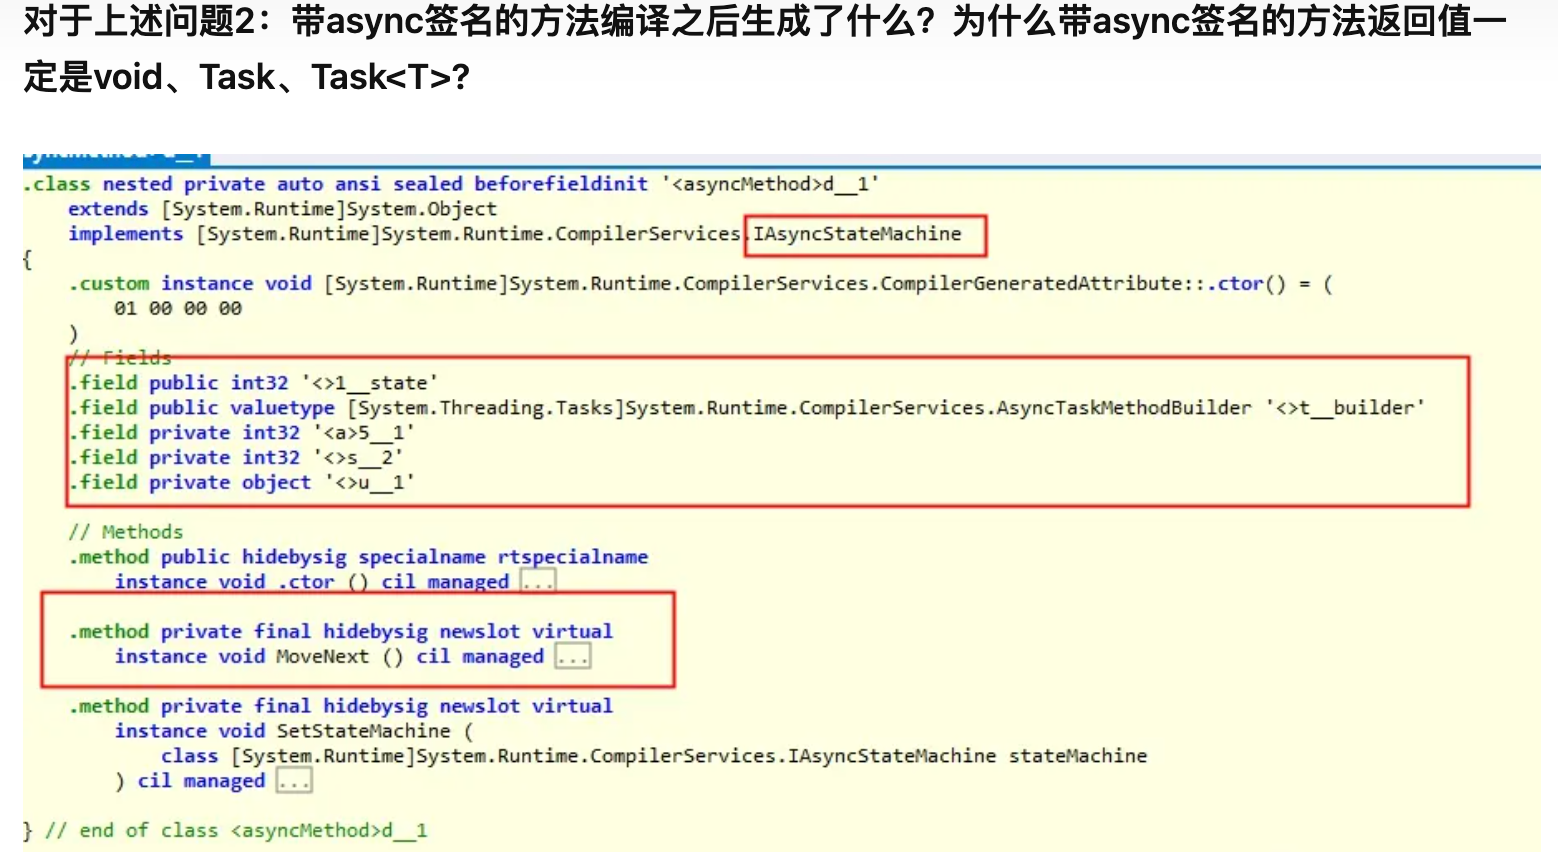 对于上述问题2：带async签名的方法编译之后生成了什么？为什么带async签名的方法返回值一
定是void、Task、Task<T>?
.class nested private auto ansi sealed beforefieldinit '<asyncMethod>d__1'
extends [System.Runtime]System.Object
implements [System.Runtime]System.Runtime.CompilerServices.IAsyncStateMachine
{
.custom instance void [System.Runtime]System.Runtime.CompilerServices.CompilerGeneratedAttribute::.ctor() = (
01 00 00 00
)
// Fields
.field public int32 '<>1__state'
.field public valuetype [System.Threading.Tasks]System.Runtime.CompilerServices.AsyncTaskMethodBuilder '<>t__builder'
.field private int32 '<a>5__1'
.field private int32 '<>s__2'
.field private object '<>u__1'
// Methods
.method public hidebysig specialname rtspecialname
instance void .ctor () cil managed ...
.method private final hidebysig newslot virtual
instance void MoveNext () cil managed ...
.method private final hidebysig newslot virtual
instance void SetStateMachine (
class [System.Runtime]System.Runtime.CompilerServices.IAsyncStateMachine stateMachine
) cil managed ...
} // end of class <asyncMethod>d__1